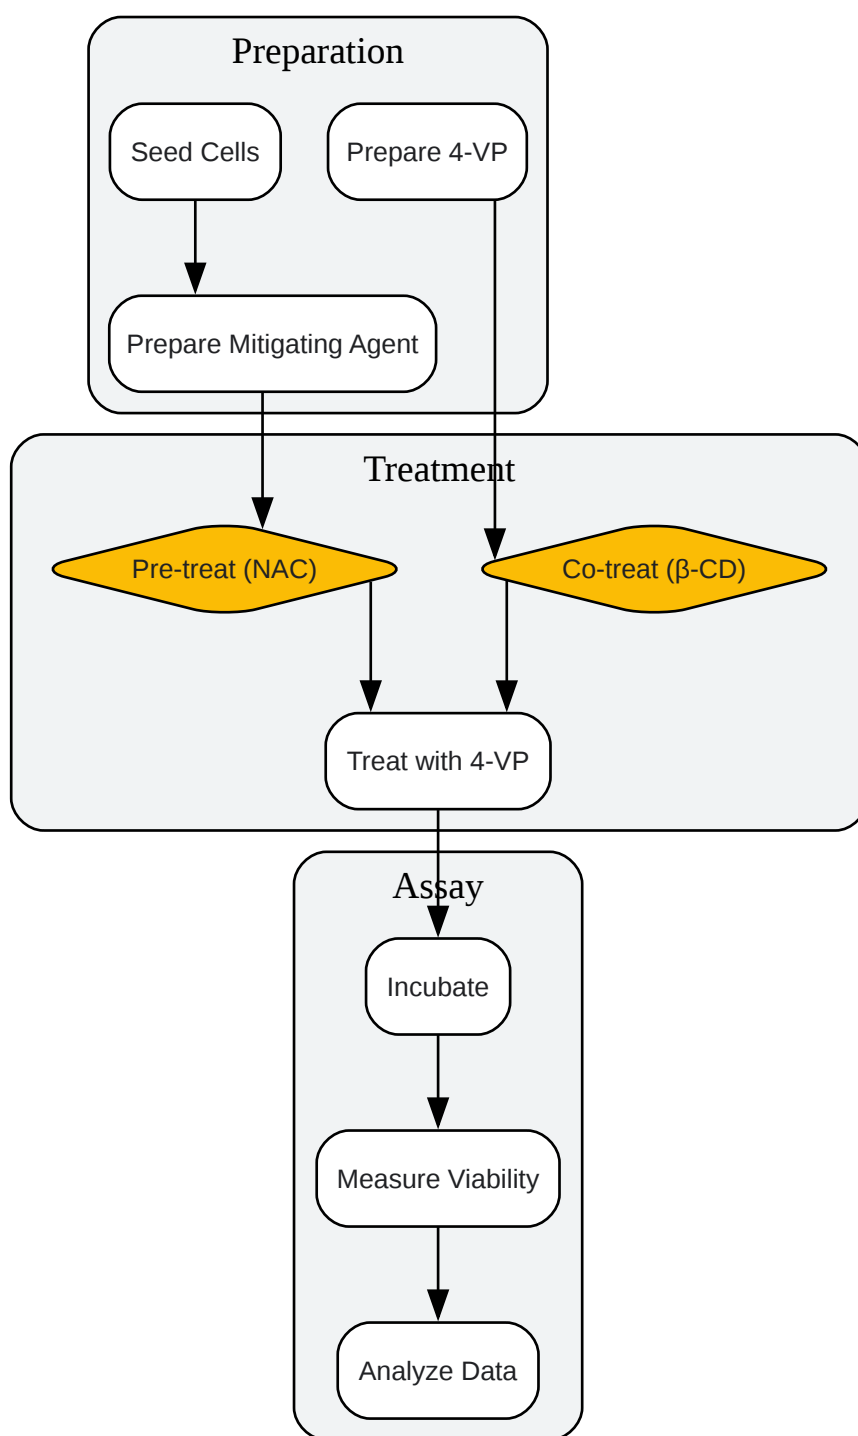 Preparation
Seed Cells
Prepare 4-VP
Prepare Mitigating Agent
Treatment
Pre-treat (NAC)
Co-treat (β-CD)
Treat with 4-VP
Assay
Incubate
Measure Viability
Analyze Data